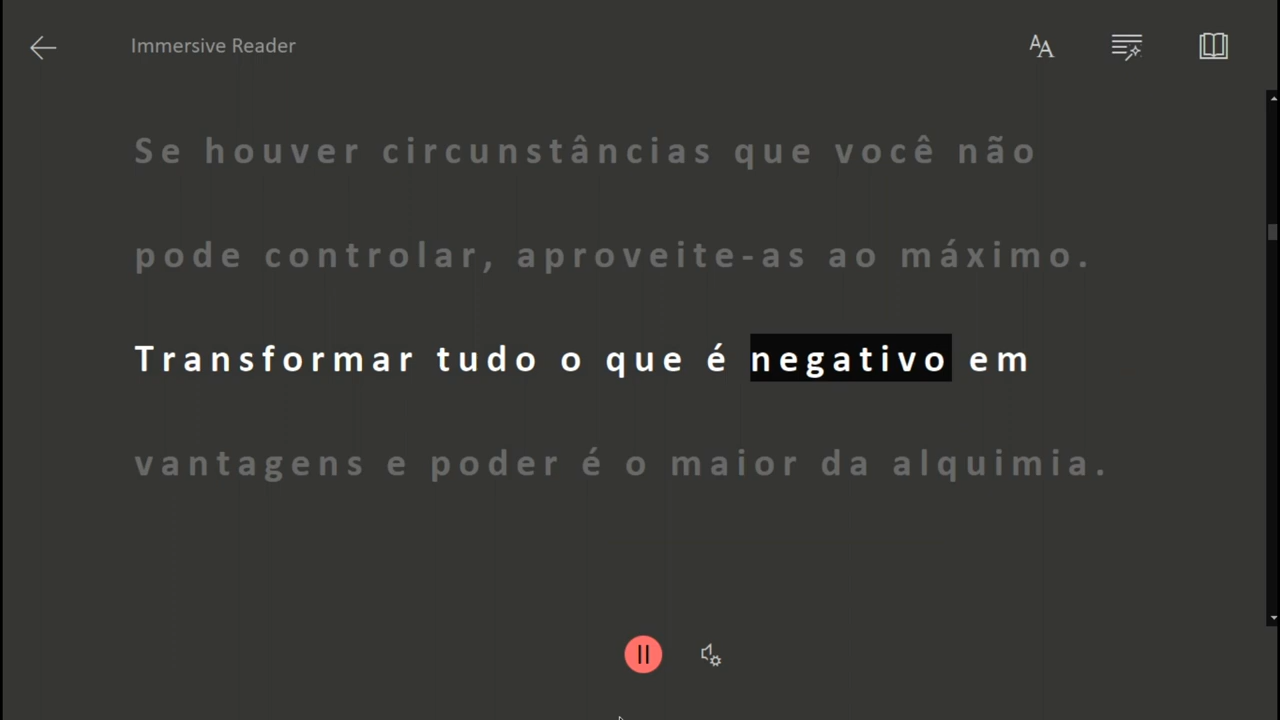 Immersive Reader
Se houver circunstâncias que você não
pode controlar, aproveite-as ao máximo.
Transformar tudo o que é negativo em
vantagens e poder é o maior da alquimia.